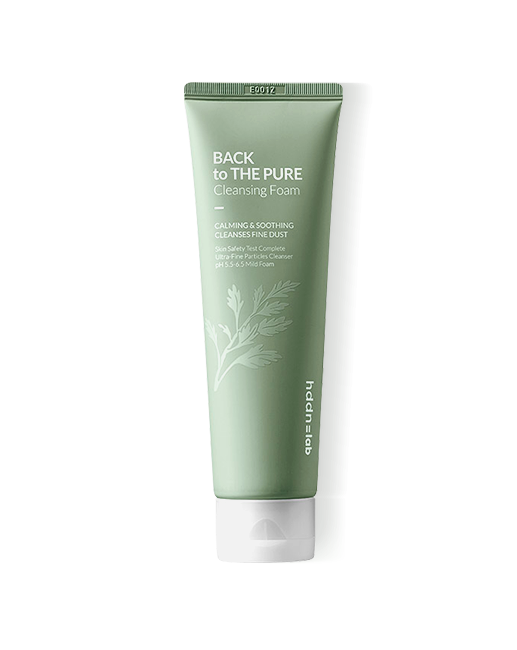 E001Z
BACK
to THE PURE
Cleansing Foam
CALMING & SOOTHING
CLEANSES FINE DUST
Skin Safety Test Complete
Ultra-Fine Particles Cleanser
pH 5.5-6.5 Mild Foam
hddn=lab